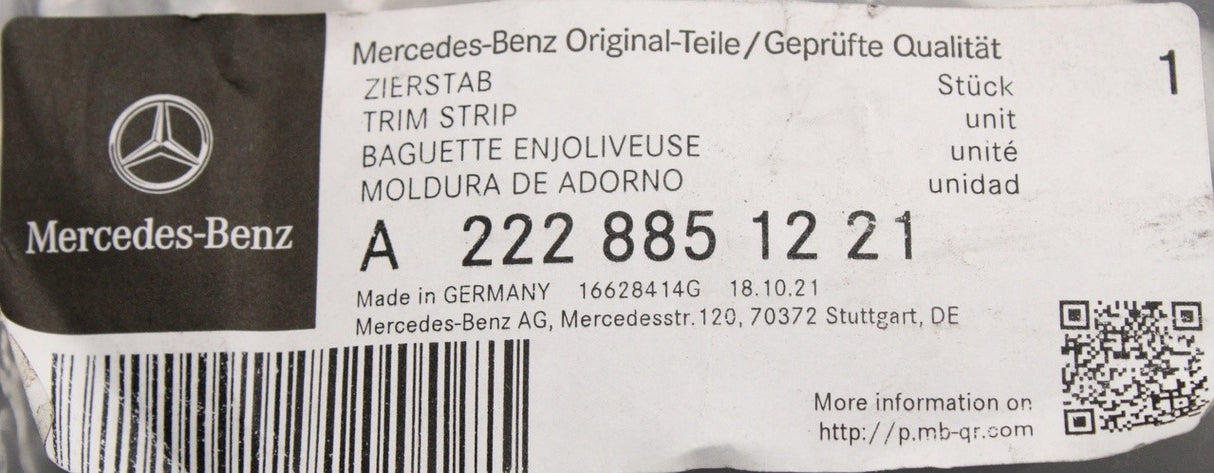 Mercedes-Benz
Mercedes-Benz Original-Teile/Geprüfte Qualität
ZIERSTAB Stück 1
TRIM STRIP unit
BAGUETTE ENJOLIVEUSE unité
MOLDURA DE ADORNO unidad
A 222 885 12 21
Made in GERMANY 16628414G 18.10.21
Mercedes-Benz AG, Mercedesstr.120, 70372 Stuttgart, DE
More information on
http://p.mb-qr.com